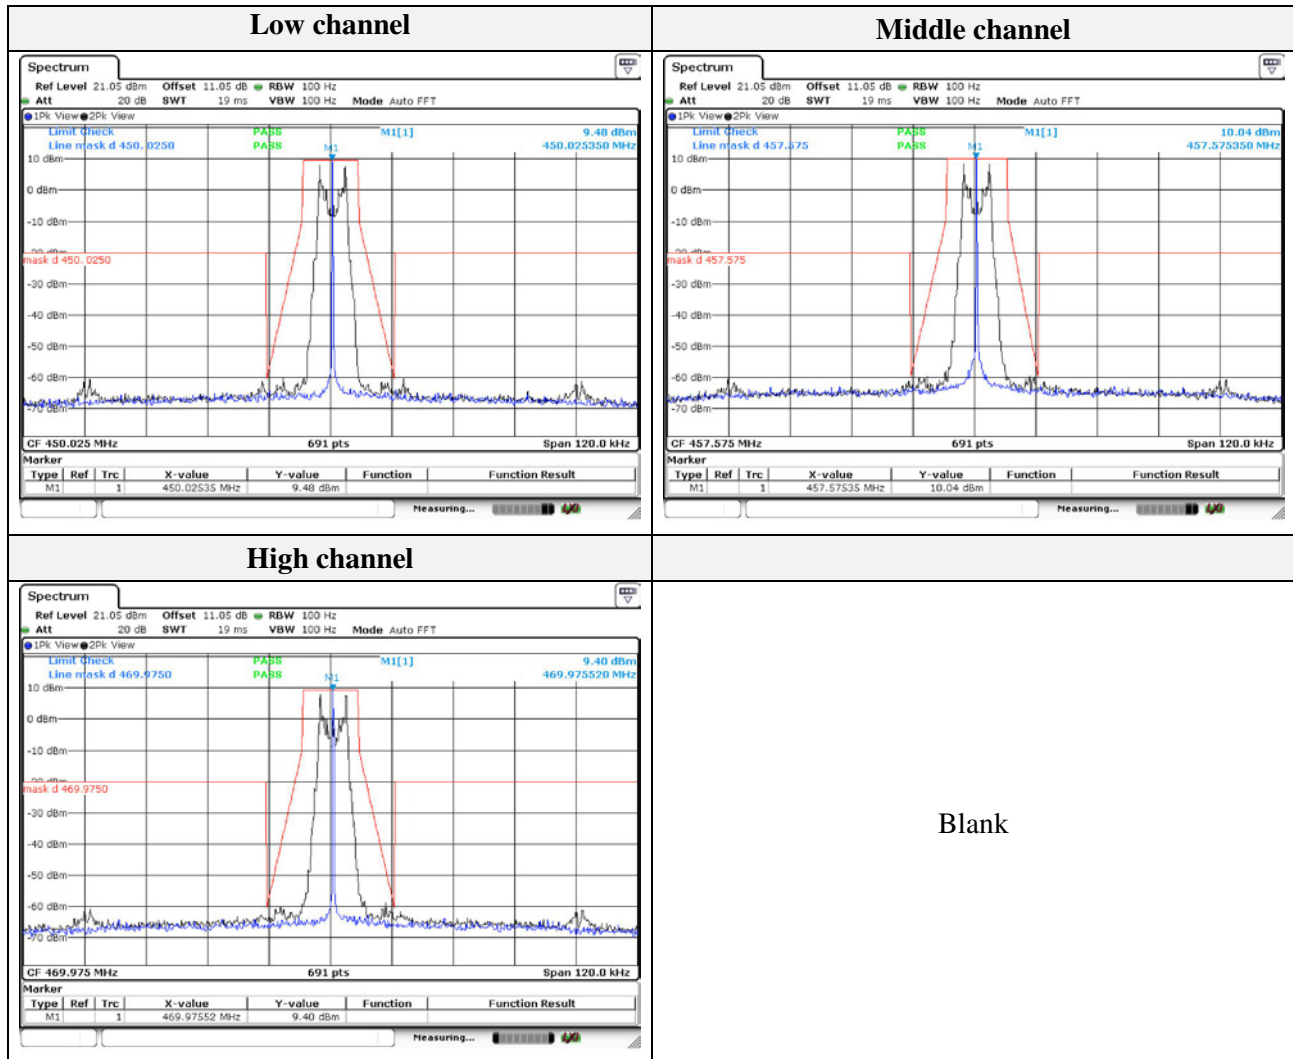 Low channel
Middle channel
Spectrum
Ref Level 21.05 dBm Offset 11.05 dB RBW 100 Hz
Att 20 dB SWT 19 ms VBW 100 Hz Mode Auto FFT
1Pk View 2Pk View
Limit Check PASS M1[1] 9.48 dBm
Line mask d 450.0250 PASS 450.025350 MHz
M1
10 dBm
0 dBm
-10 dBm
-20 dBm
mask d 450.0250
-30 dBm
-40 dBm
-50 dBm
-60 dBm
-70 dBm
CF 450.025 MHz 691 pts Span 120.0 kHz
Marker
Type Ref Trc X-value Y-value Function Function Result
M1 1 450.02535 MHz 9.48 dBm
Measuring...
Spectrum
Ref Level 21.05 dBm Offset 11.05 dB RBW 100 Hz
Att 20 dB SWT 19 ms VBW 100 Hz Mode Auto FFT
1Pk View 2Pk View
Limit Check PASS M1[1] 10.04 dBm
Line mask d 457.575 PASS 457.575350 MHz
M1
10 dBm
0 dBm
-10 dBm
-20 dBm
mask d 457.575
-30 dBm
-40 dBm
-50 dBm
-60 dBm
-70 dBm
CF 457.575 MHz 691 pts Span 120.0 kHz
Marker
Type Ref Trc X-value Y-value Function Function Result
M1 1 457.57535 MHz 10.04 dBm
Measuring...
High channel
Spectrum
Ref Level 21.05 dBm Offset 11.05 dB RBW 100 Hz
Att 20 dB SWT 19 ms VBW 100 Hz Mode Auto FFT
1Pk View 2Pk View
Limit Check PASS M1[1] 9.40 dBm
Line mask d 469.9750 PASS 469.975520 MHz
M1
10 dBm
0 dBm
-10 dBm
-20 dBm
mask d 469.9750
-30 dBm
-40 dBm
-50 dBm
-60 dBm
-70 dBm
CF 469.975 MHz 691 pts Span 120.0 kHz
Marker
Type Ref Trc X-value Y-value Function Function Result
M1 1 469.97552 MHz 9.40 dBm
Measuring...
Blank